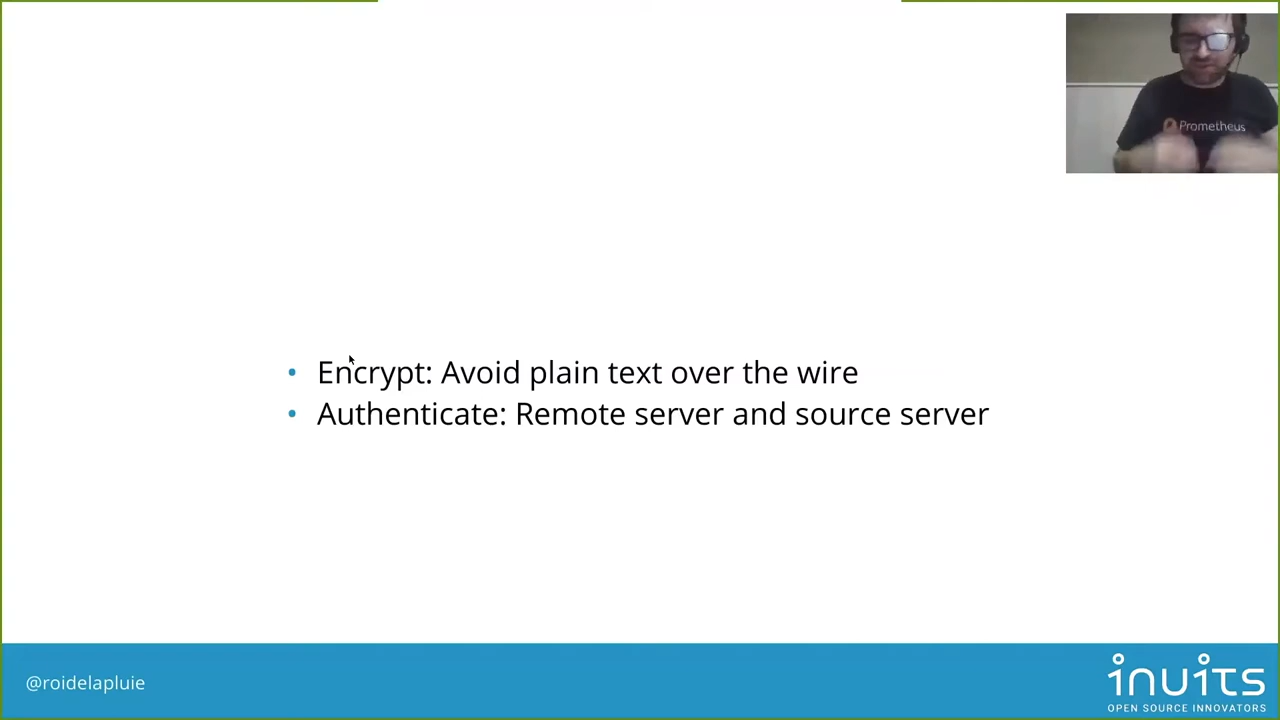 Prometheus
• Encrypt: Avoid plain text over the wire
• Authenticate: Remote server and source server
@roidelapluie
inuits
OPEN SOURCE INNOVATORS